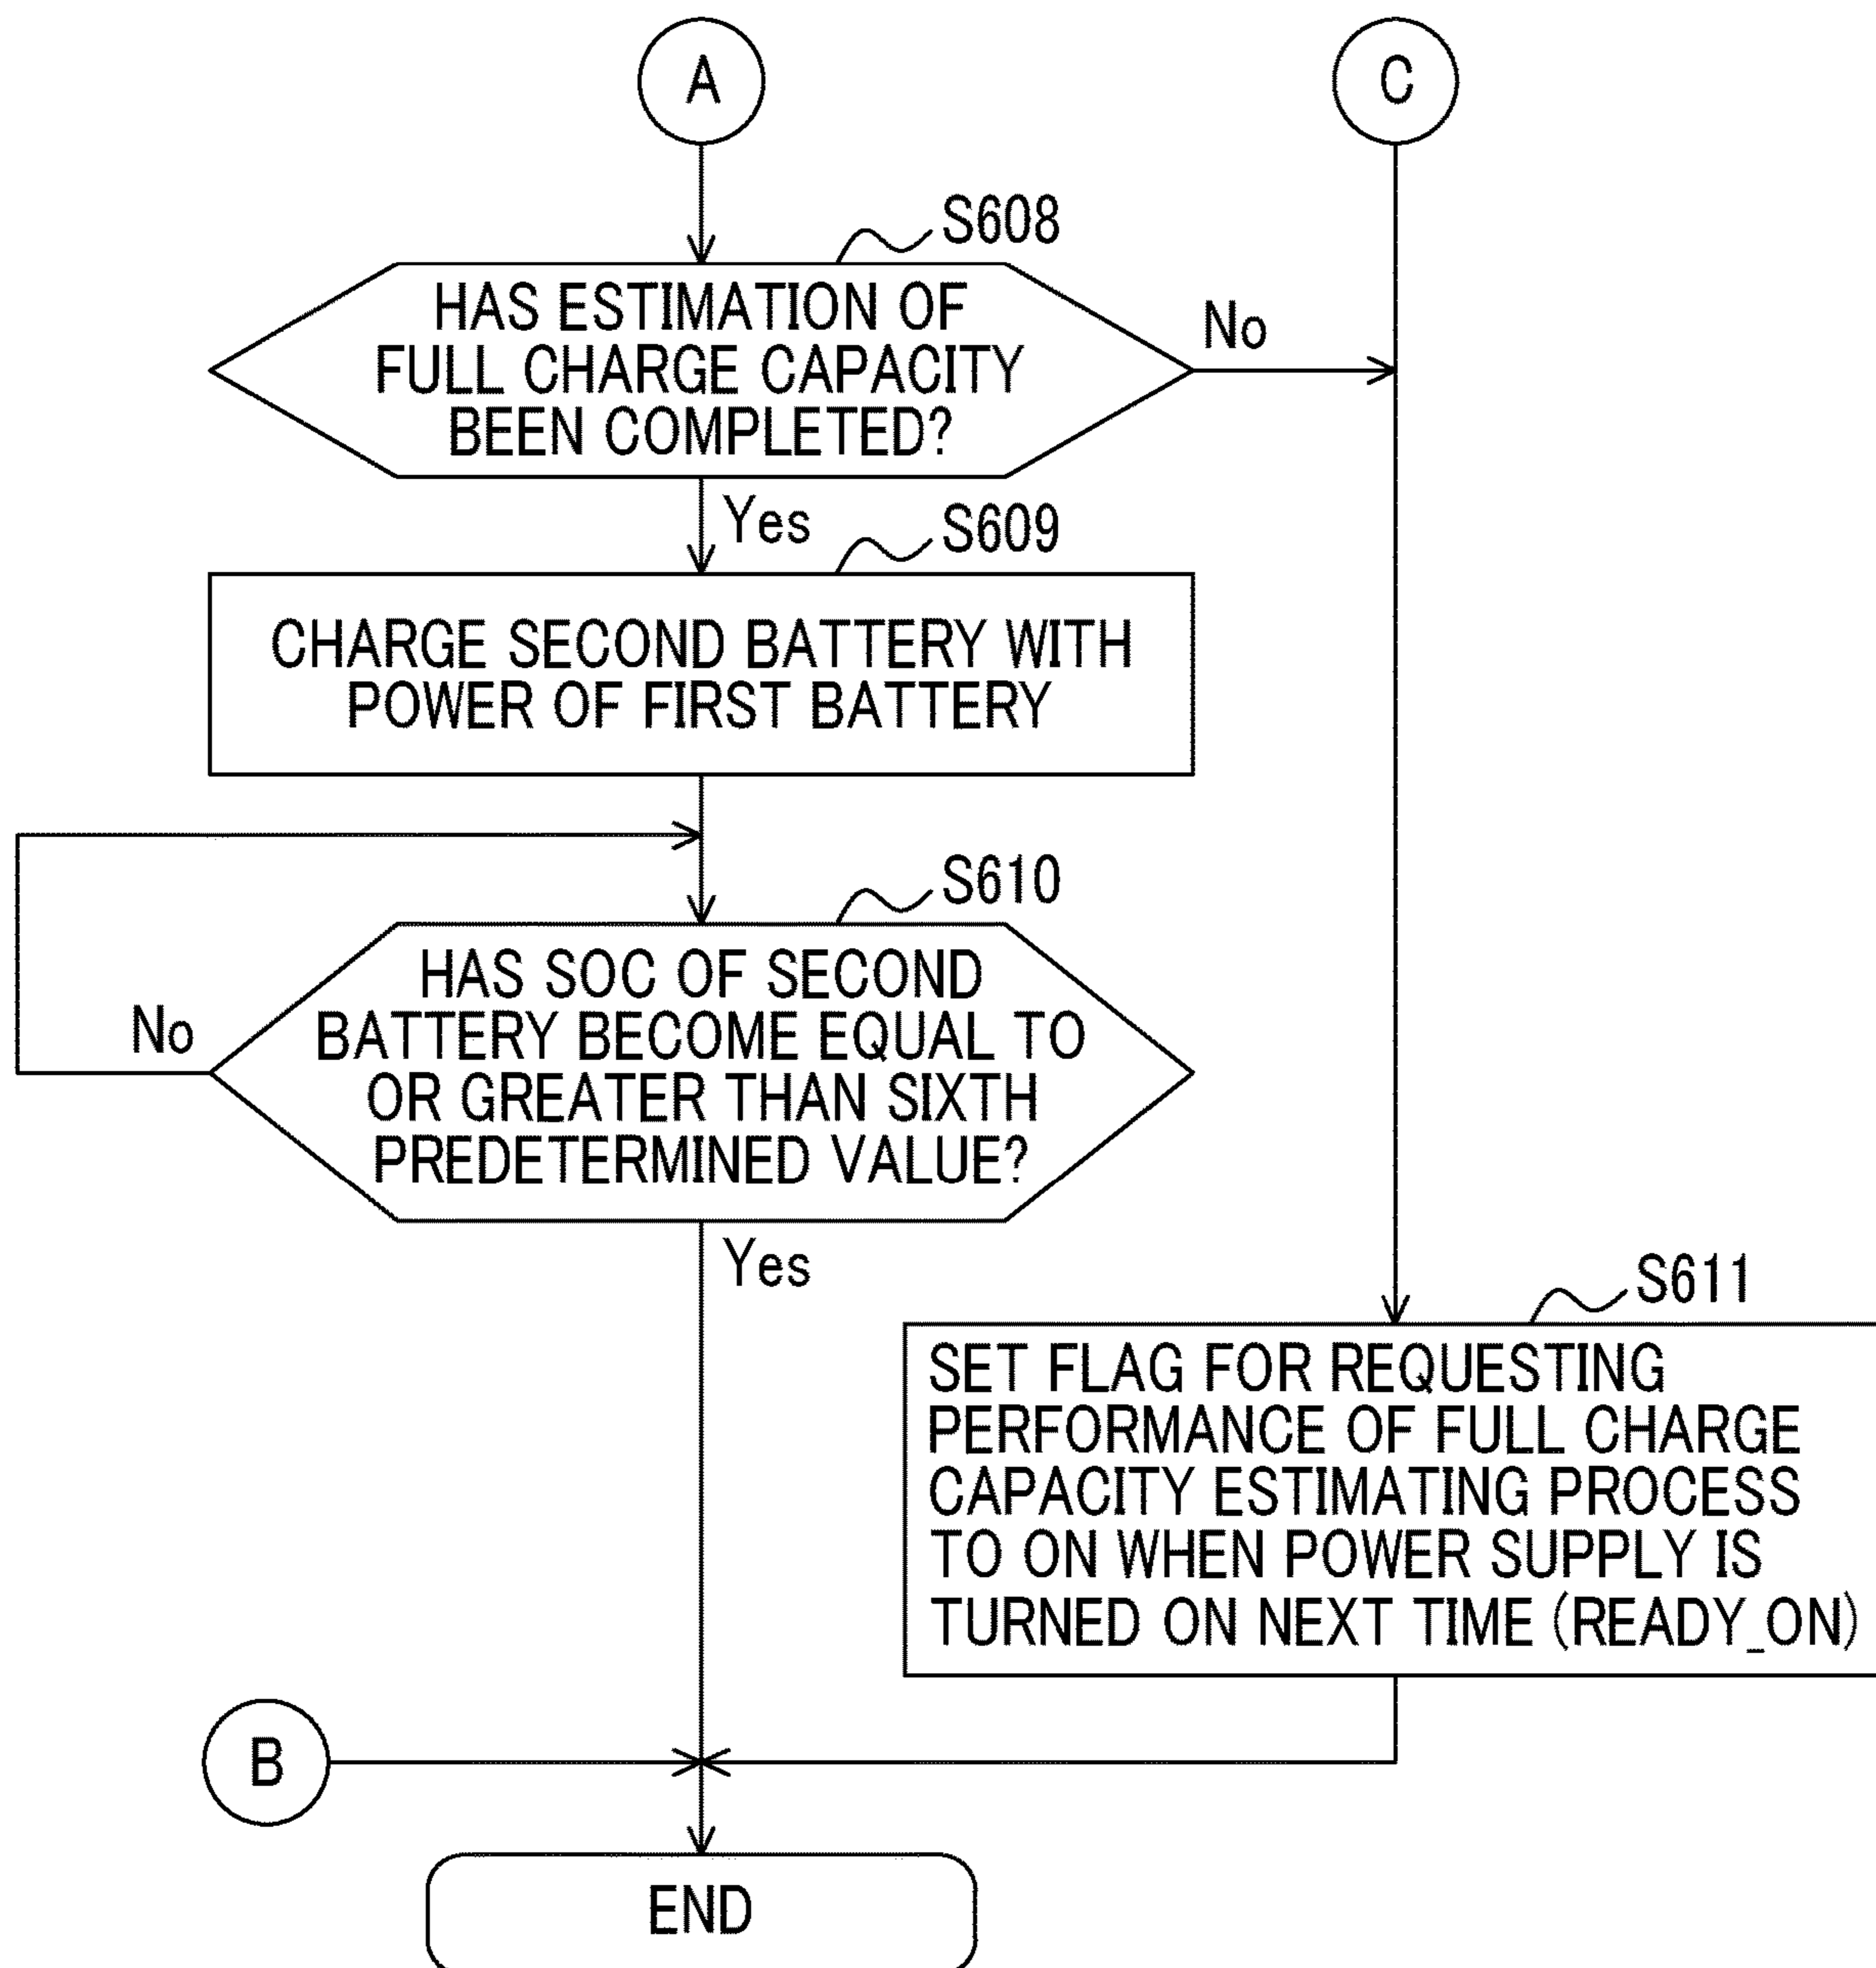 A
C
S608
HAS ESTIMATION OF
FULL CHARGE CAPACITY
BEEN COMPLETED?
No
Yes
S609
CHARGE SECOND BATTERY WITH
POWER OF FIRST BATTERY
S610
HAS SOC OF SECOND
BATTERY BECOME EQUAL TO
OR GREATER THAN SIXTH
PREDETERMINED VALUE?
No
Yes
S611
SET FLAG FOR REQUESTING
PERFORMANCE OF FULL CHARGE
CAPACITY ESTIMATING PROCESS
TO ON WHEN POWER SUPPLY IS
TURNED ON NEXT TIME (READY_ON)
B
END